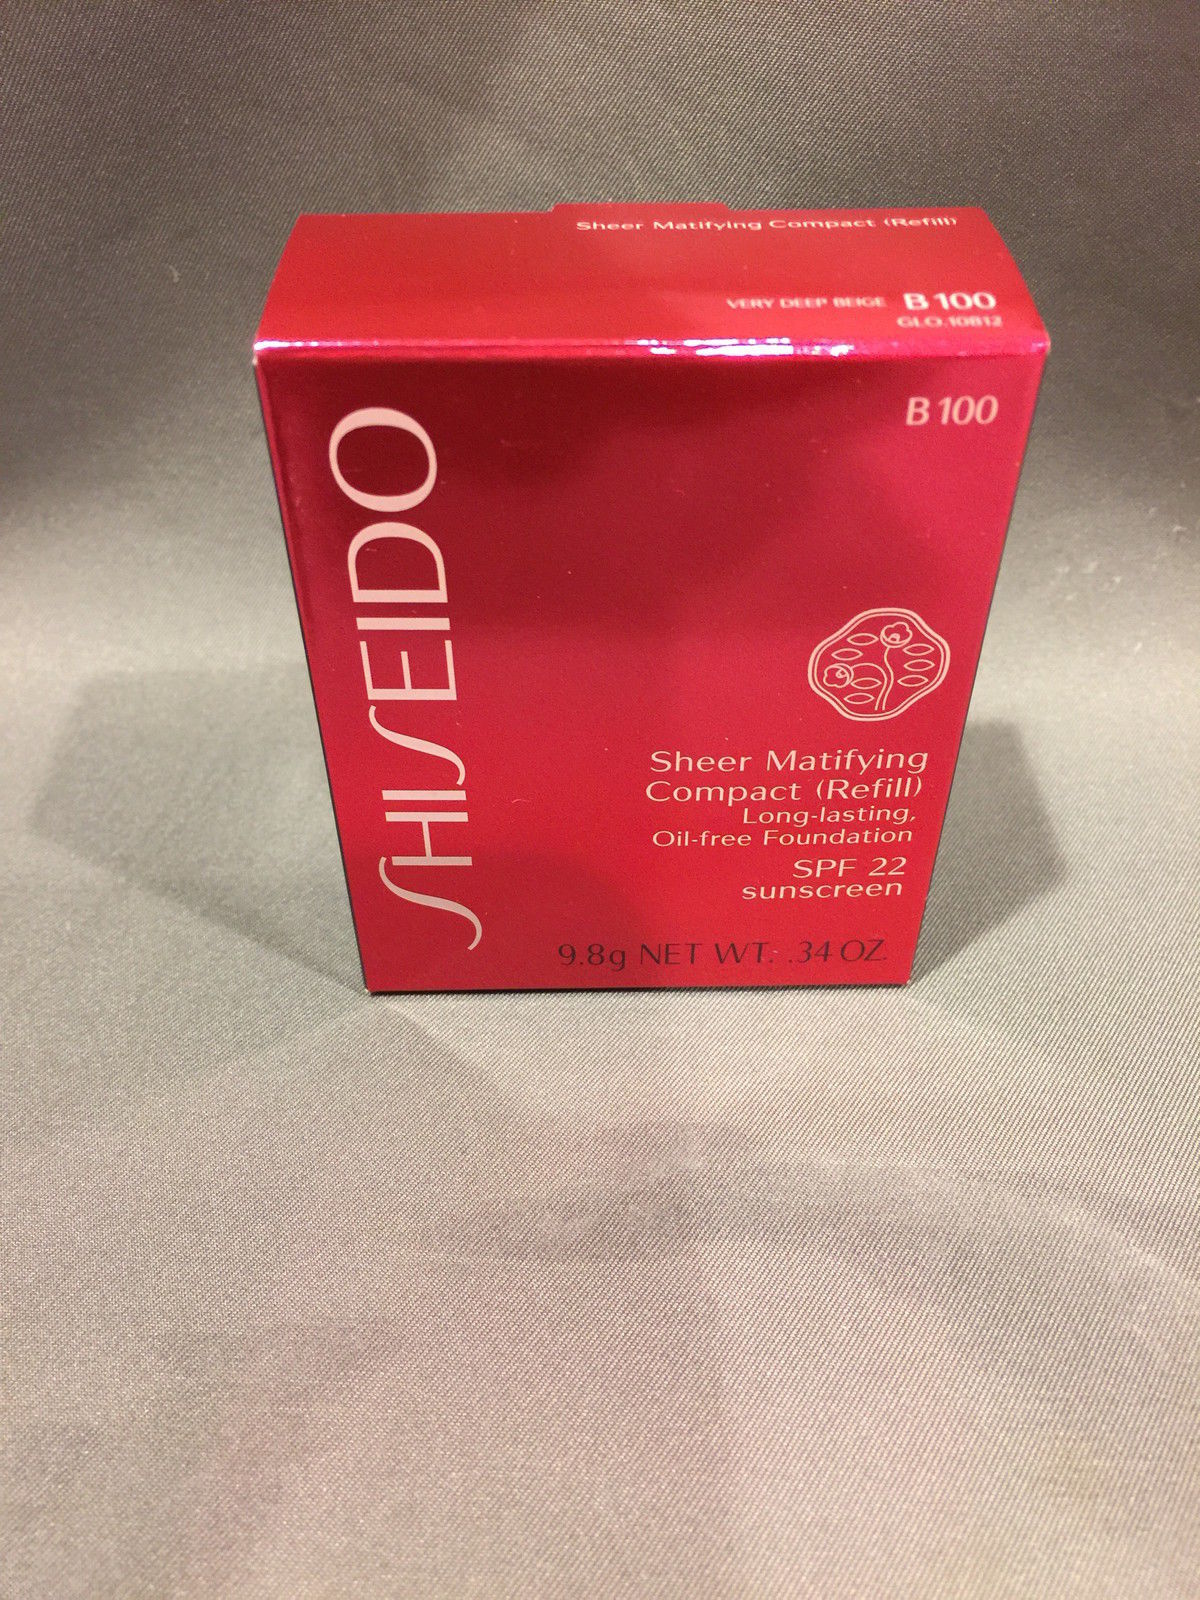 Sheer Matifying Compact (Refill)
VERY DEEP BEIGE B 100
GLO.10812
B 100
SHISEIDO
Sheer Matifying
Compact (Refill)
Long-lasting,
Oil-free Foundation
SPF 22
sunscreen
9.8g NET WT. .34 OZ.